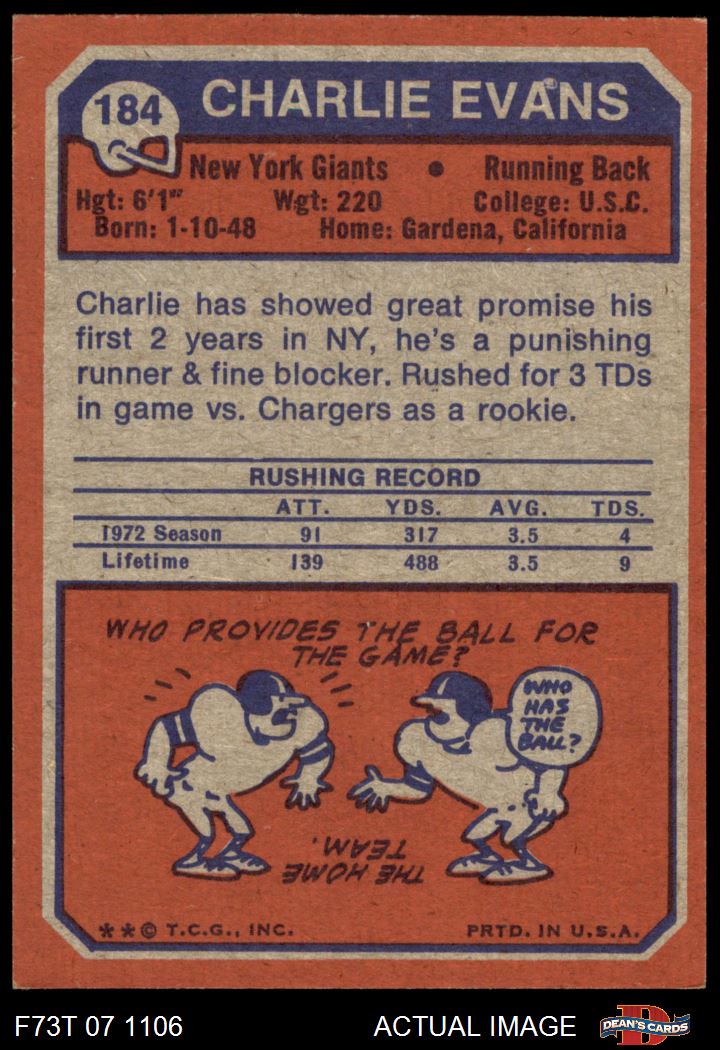 184
CHARLIE EVANS
New York Giants • Running Back
Hgt: 6'1" Wgt: 220 College: U.S.C.
Born: 1-10-48 Home: Gardena, California
Charlie has showed great promise his
first 2 years in NY, he's a punishing
runner & fine blocker. Rushed for 3 TDs
in game vs. Chargers as a rookie.
RUSHING RECORD
ATT. YDS. AVG. TDS.
1972 Season 91 317 3.5 4
Lifetime 139 488 3.5 9
WHO PROVIDES THE BALL FOR
THE GAME?
WHO
HAS
THE
BALL?
THE HOME
TEAM.
**© T.C.G., INC. PRTD. IN U.S.A.
F73T 07 1106 ACTUAL IMAGE
D
DEAN'S CARDS